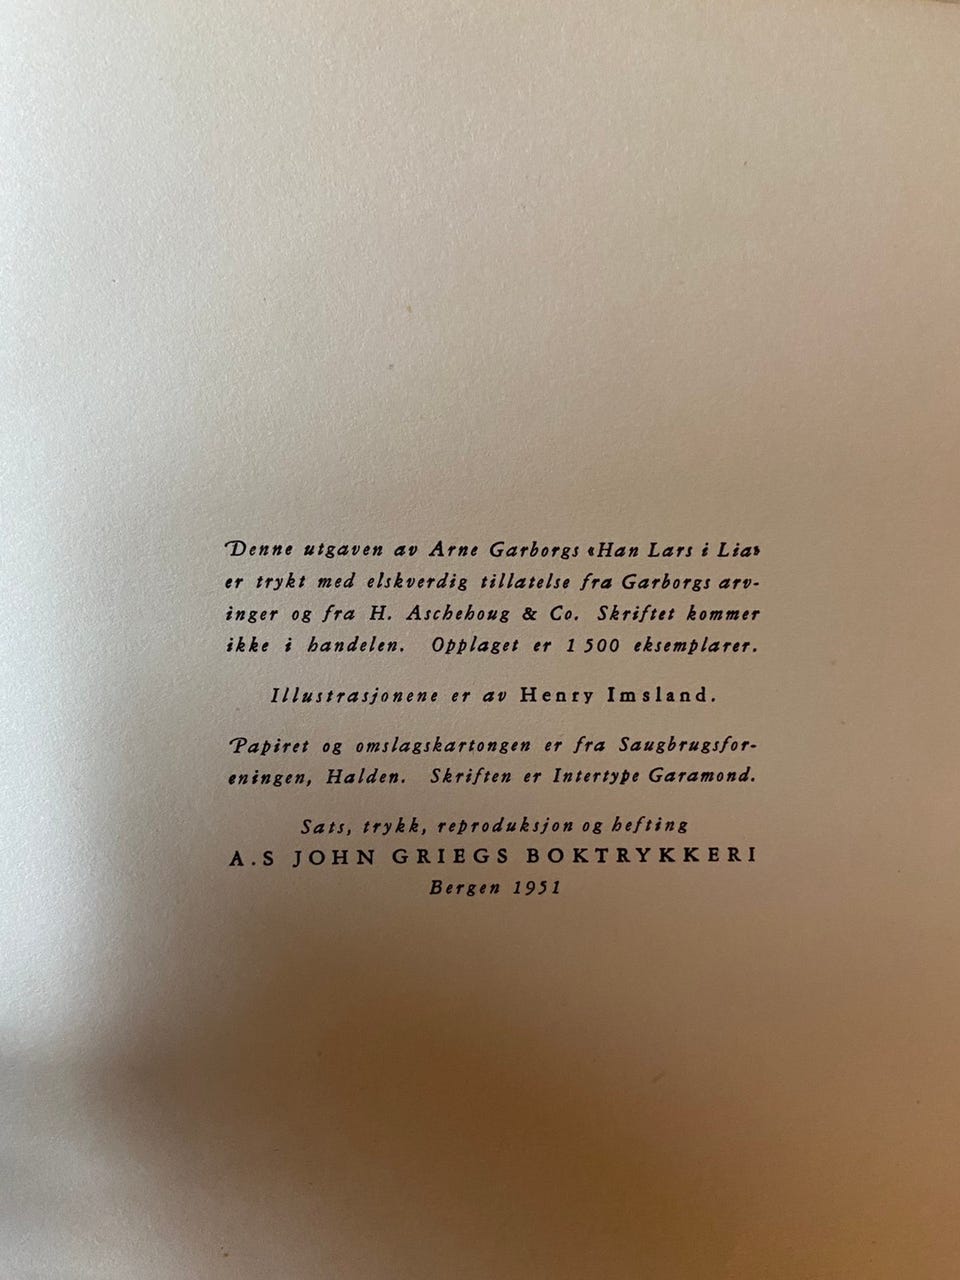 Denne utgaven av Arne Garborgs «Han Lars i Lia»
er trykt med elskverdig tillatelse fra Garborgs arv-
inger og fra H. Aschehoug & Co. Skriftet kommer
ikke i handelen. Opplaget er 1 500 eksemplarer.
Illustrasjonene er av Henry Imsland.
Papiret og omslagskartongen er fra Saugbrugsfor-
eningen, Halden. Skriften er Intertype Garamond.
Sats, trykk, reproduksjon og hefting
A.S JOHN GRIEGS BOKTRYKKERI
Bergen 1951